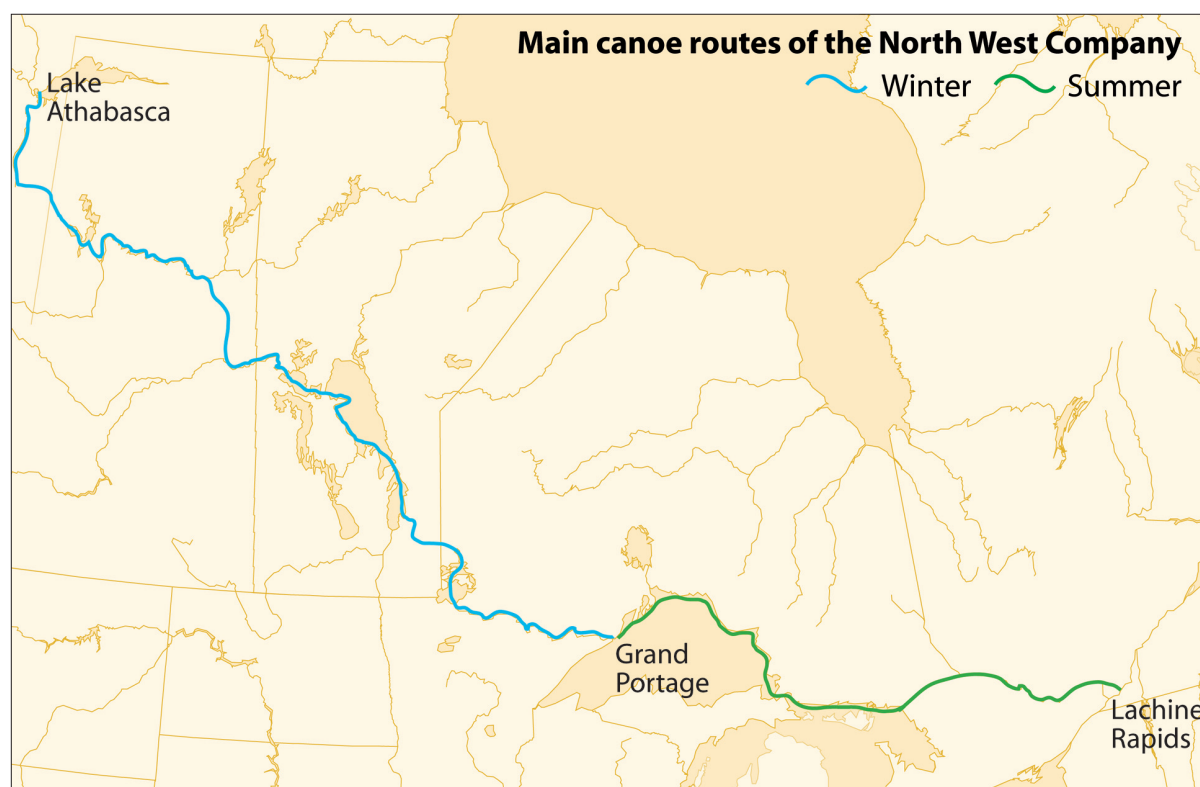 Main canoe routes of the North West Company
Winter Summer
Lake
Athabasca
Grand
Portage
Lachine
Rapids